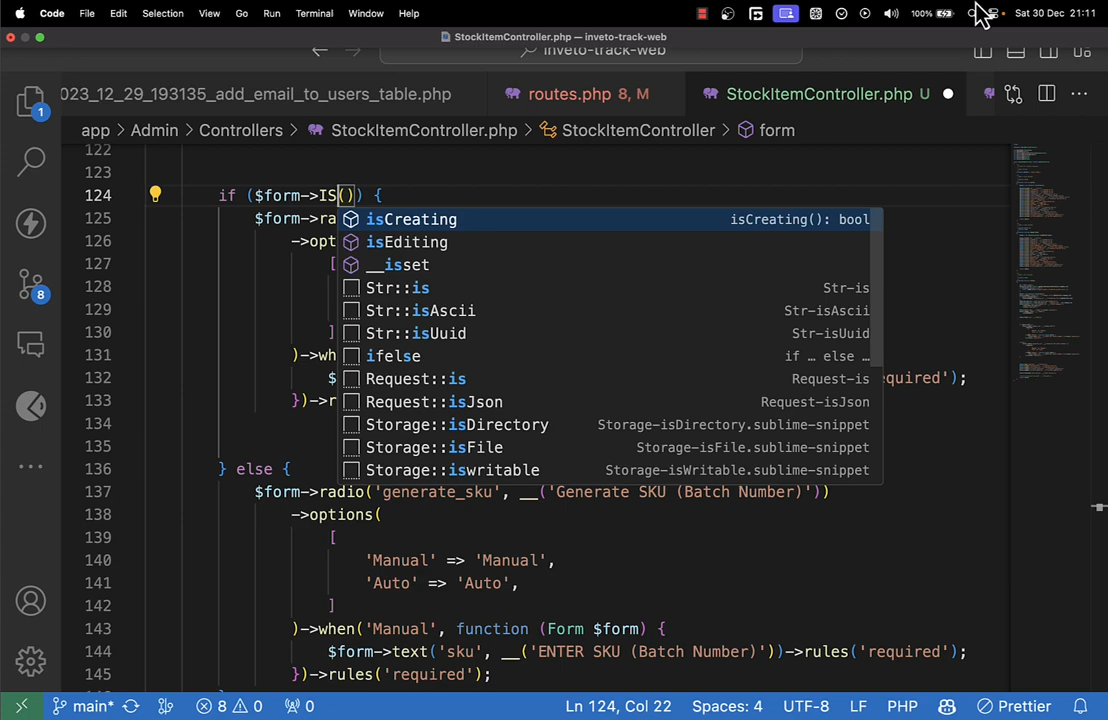 Code File Edit Selection View Go Run Terminal Window Help 100% Sat 30 Dec 21:11
StockItemController.php — inveto-track-web
inveto-track-web
023_12_29_193135_add_email_to_users_table.php routes.php 8, M StockItemController.php U
app > Admin > Controllers > StockItemController.php > StockItemController > form
122
123
124 if ($form->IS()) {
125 $form->ra
126 ->opt
127 [
128
129
130 ]
131 )->wh
132 $ equired');
133 })->r
134
135
136 } else {
137 $form->radio('generate_sku', __('Generate SKU (Batch Number)'))
138 ->options(
139 [
140 'Manual' => 'Manual',
141 'Auto' => 'Auto',
142 ]
143 )->when('Manual', function (Form $form) {
144 $form->text('sku', __('ENTER SKU (Batch Number)'))->rules('required');
145 })->rules('required');
isCreating isCreating(): bool
isEditing
__isset
Str::is Str-is
Str::isAscii Str-isAscii
Str::isUuid Str-isUuid
ifelse if … else …
Request::is Request-is
Request::isJson Request-isJson
Storage::isDirectory Storage-isDirectory.sublime-snippet
Storage::isFile Storage-isFile.sublime-snippet
Storage::iswritable Storage-isWritable.sublime-snippet
1
8
main* 8 0 0 Ln 124, Col 22 Spaces: 4 UTF-8 LF PHP Prettier